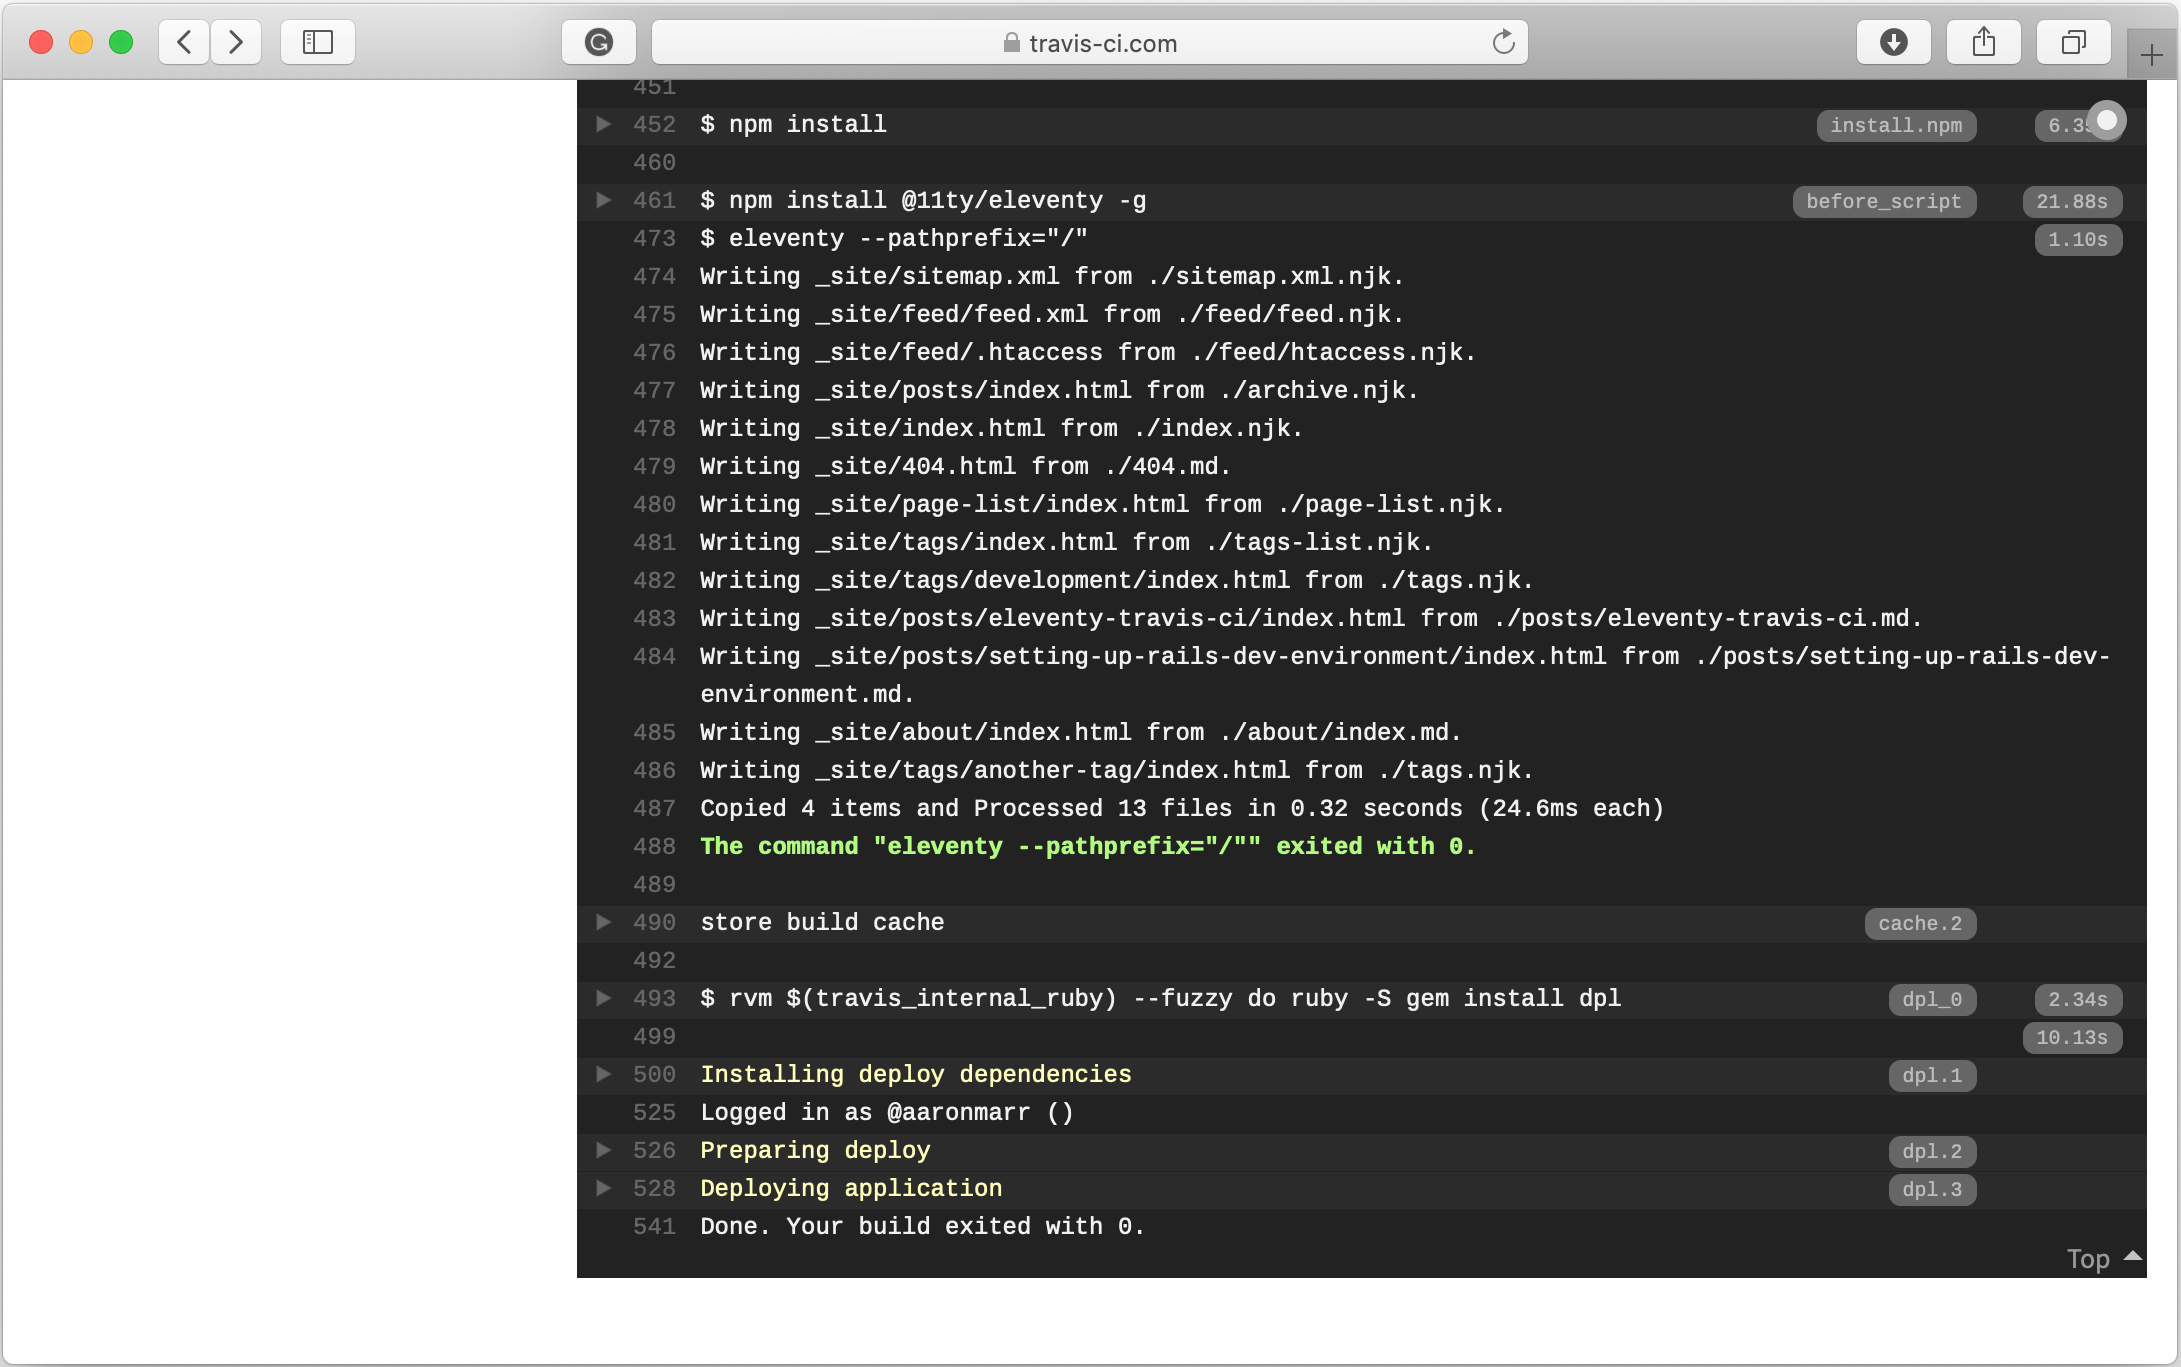 travis-ci.com
451
452 $ npm install install.npm
460
461 $ npm install @11ty/eleventy -g before_script 21.88s
473 $ eleventy --pathprefix="/" 1.10s
474 Writing _site/sitemap.xml from ./sitemap.xml.njk.
475 Writing _site/feed/feed.xml from ./feed/feed.njk.
476 Writing _site/feed/.htaccess from ./feed/htaccess.njk.
477 Writing _site/posts/index.html from ./archive.njk.
478 Writing _site/index.html from ./index.njk.
479 Writing _site/404.html from ./404.md.
480 Writing _site/page-list/index.html from ./page-list.njk.
481 Writing _site/tags/index.html from ./tags-list.njk.
482 Writing _site/tags/development/index.html from ./tags.njk.
483 Writing _site/posts/eleventy-travis-ci/index.html from ./posts/eleventy-travis-ci.md.
484 Writing _site/posts/setting-up-rails-dev-environment/index.html from ./posts/setting-up-rails-dev-
environment.md.
485 Writing _site/about/index.html from ./about/index.md.
486 Writing _site/tags/another-tag/index.html from ./tags.njk.
487 Copied 4 items and Processed 13 files in 0.32 seconds (24.6ms each)
488 The command "eleventy --pathprefix="/"" exited with 0.
489
490 store build cache cache.2
492
493 $ rvm $(travis_internal_ruby) --fuzzy do ruby -S gem install dpl dpl_0 2.34s
499 10.13s
500 Installing deploy dependencies dpl.1
525 Logged in as @aaronmarr ()
526 Preparing deploy dpl.2
528 Deploying application dpl.3
541 Done. Your build exited with 0.
Top